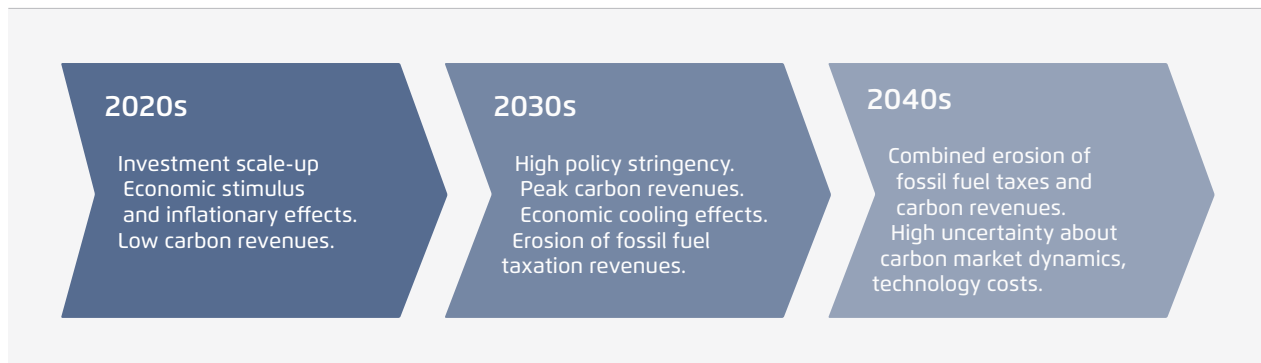 2020s
Investment scale-up
Economic stimulus
and inflationary effects.
Low carbon revenues.
2030s
High policy stringency.
Peak carbon revenues.
Economic cooling effects.
Erosion of fossil fuel
taxation revenues.
2040s
Combined erosion of
fossil fuel taxes and
carbon revenues.
High uncertainty about
carbon market dynamics,
technology costs.